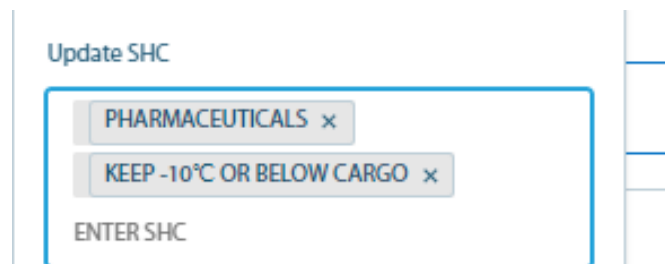 Update SHC
PHARMACEUTICALS ×
KEEP -10°C OR BELOW CARGO ×
ENTER SHC